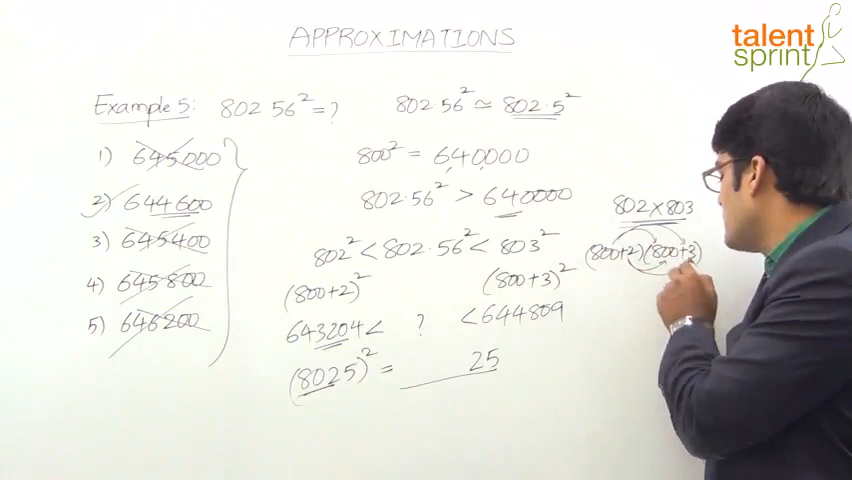 APPROXIMATIONS
talent
sprint
Example 5: 802.56² = ?
802.56² ≃ 802.5²
1) 645000
2) 644600
3) 645400
4) 645800
5) 646200
800² = 640000
802.56² > 640000
802² < 802.56² < 803²
(800+2)² (800+3)²
643204 < ? < 644809
(8025)² = 25
802 × 803
(800+2)(800+3)